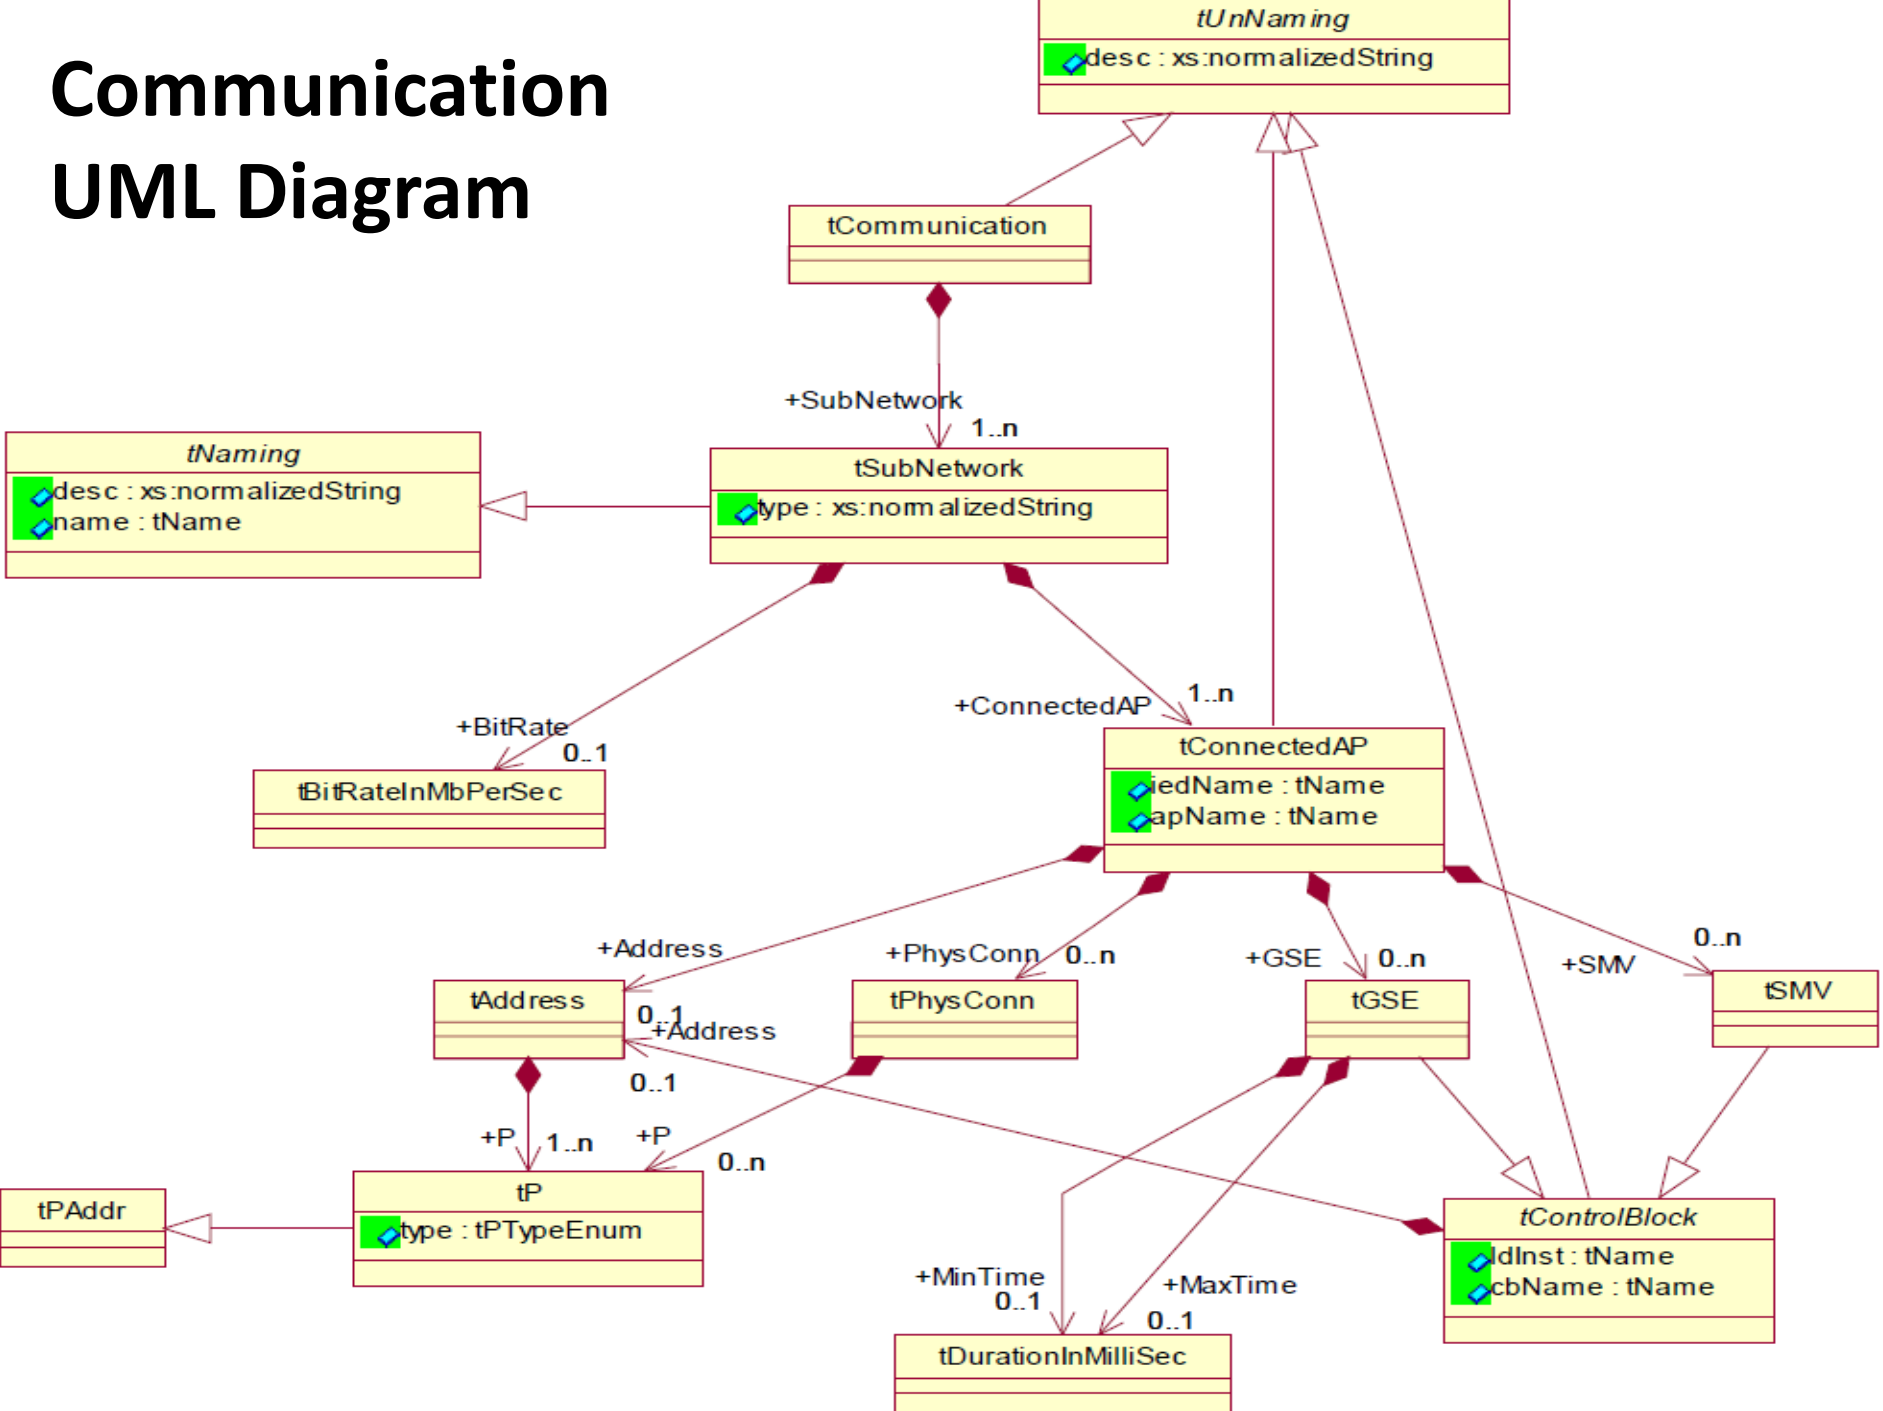 Communication
UML Diagram
tUnNaming
desc : xs:normalizedString
tCommunication
+SubNetwork
1..n
tNaming
desc : xs:normalizedString
name : tName
tSubNetwork
type : xs:normalizedString
+BitRate
0..1
+ConnectedAP
1..n
tBitRateInMbPerSec
tConnectedAP
iedName : tName
apName : tName
+Address
0..1
+PhysConn
0..n
+GSE
0..n
+SMV
0..n
tAddress
tPhysConn
tGSE
tSMV
+Address
0..1
+P
1..n
+P
0..n
tPAddr
tP
type : tPTypeEnum
tControlBlock
ldInst : tName
cbName : tName
+MinTime
0..1
+MaxTime
0..1
tDurationInMilliSec